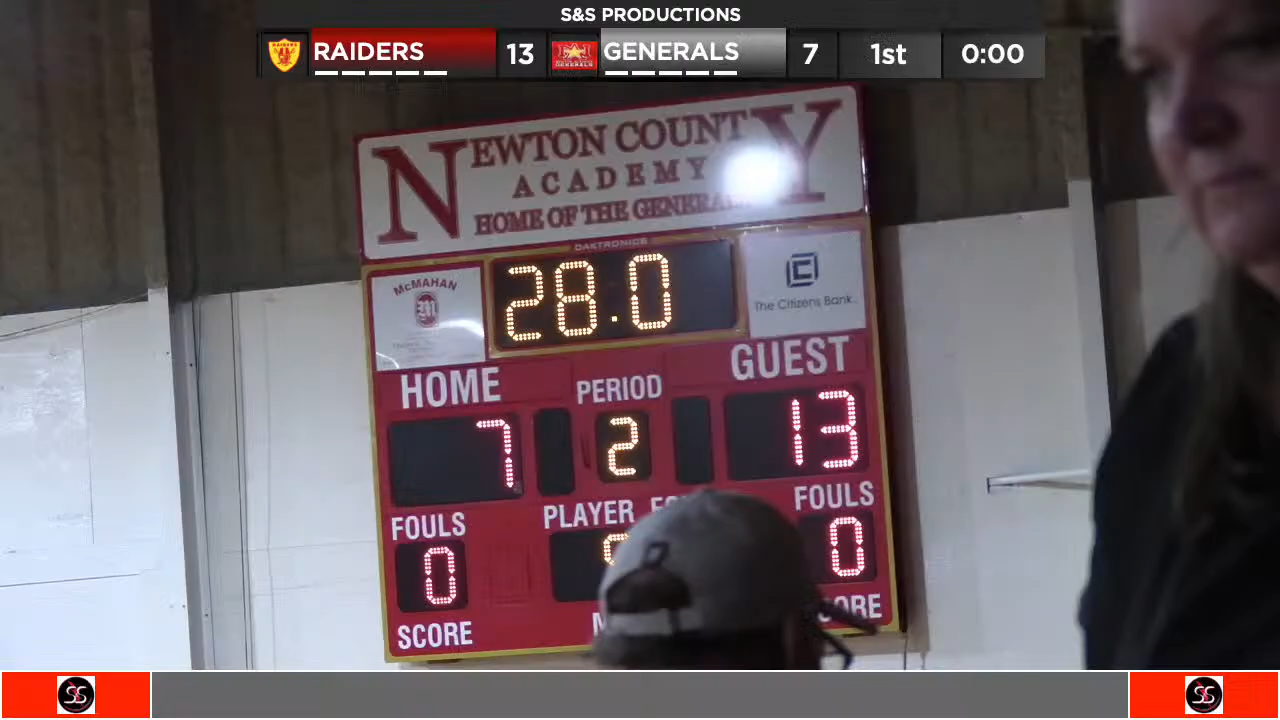 S&S PRODUCTIONS
RAIDERS 13 GENERALS 7 1st 0:00
NEWTON COUNTY
ACADEMY
HOME OF THE GENERALS
DAKTRONICS
McMAHAN
28.0
The Citizens Bank
HOME PERIOD GUEST
7 2 13
FOULS PLAYER FOULS
0 0
SCORE